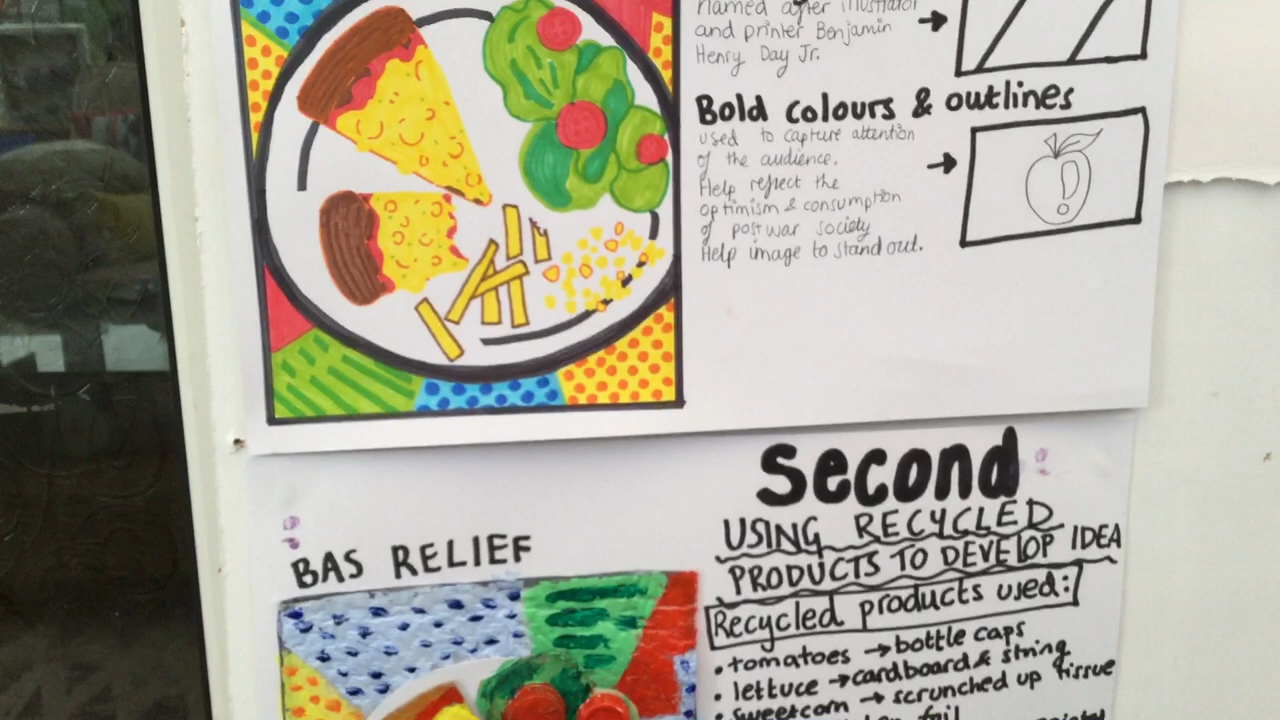 named after illustrator
and printer Benjamin
Henry Day Jr.
Bold colours & outlines
used to capture attention
of the audience.
Help reflect the
optimism & consumption
of post war society
Help image to stand out.
Second
USING RECYCLED
PRODUCTS TO DEVELOP IDEA
Recycled products used:
BAS RELIEF
• tomatoes → bottle caps
• lettuce → cardboard & string
• sweetcorn → scrunched up tissue
foil